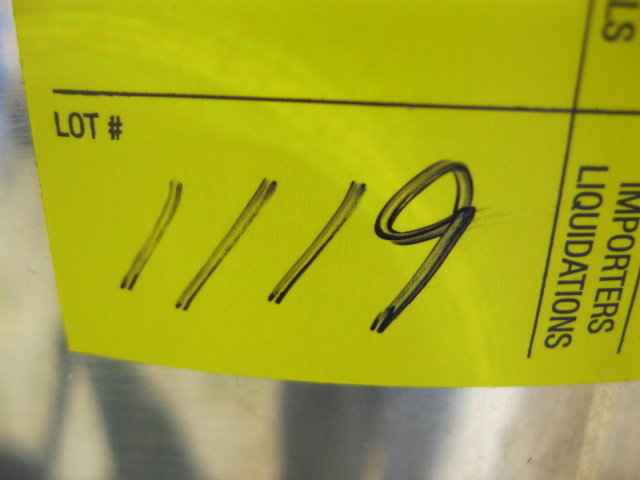 LOT #
1119
IMPORTERS
LIQUIDATIONS